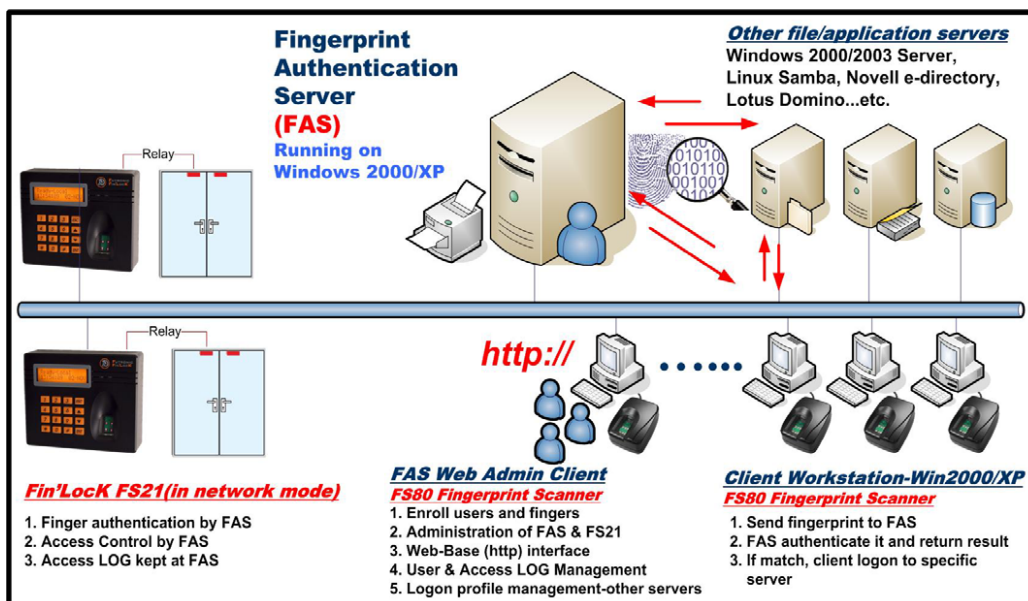 Fingerprint
Authentication
Server
(FAS)
Running on
Windows 2000/XP
Other file/application servers
Windows 2000/2003 Server,
Linux Samba, Novell e-directory,
Lotus Domino...etc.
Relay
Relay
http://
Fin'LocK FS21(in network mode)
1. Finger authentication by FAS
2. Access Control by FAS
3. Access LOG kept at FAS
FAS Web Admin Client
FS80 Fingerprint Scanner
1. Enroll users and fingers
2. Administration of FAS & FS21
3. Web-Base (http) interface
4. User & Access LOG Management
5. Logon profile management-other servers
Client Workstation-Win2000/XP
FS80 Fingerprint Scanner
1. Send fingerprint to FAS
2. FAS authenticate it and return result
3. If match, client logon to specific
server